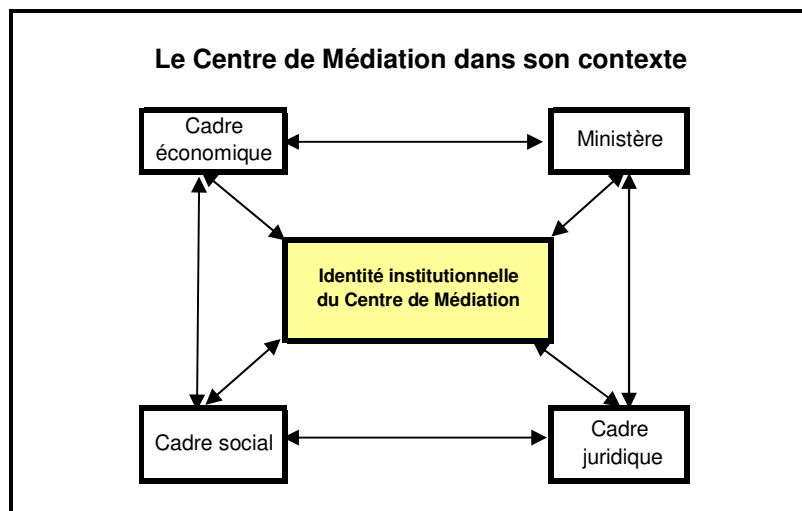 Le Centre de Médiation dans son contexte
Cadre
économique
Ministère
Identité institutionnelle
du Centre de Médiation
Cadre social
Cadre
juridique